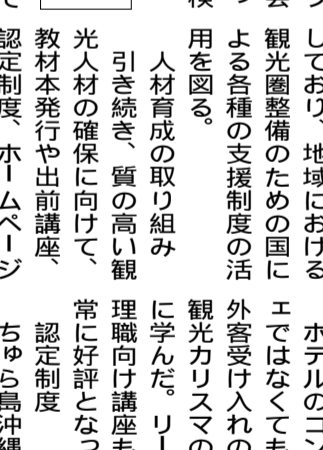 しており、地域における
観光圏整備のための国に
よる各種の支援制度の活
用を図る。
人材育成の取り組み
引き続き、質の高い観
光人材の確保に向けて、
教材本発行や出前講座、
認定制度、ホームページ
ホテルのコン
ェではなくても
外客受け入れの
観光カリスマの
に学んだ。リー
理職向け講座も
常に好評となっ
認定制度
ちゅら島沖縄